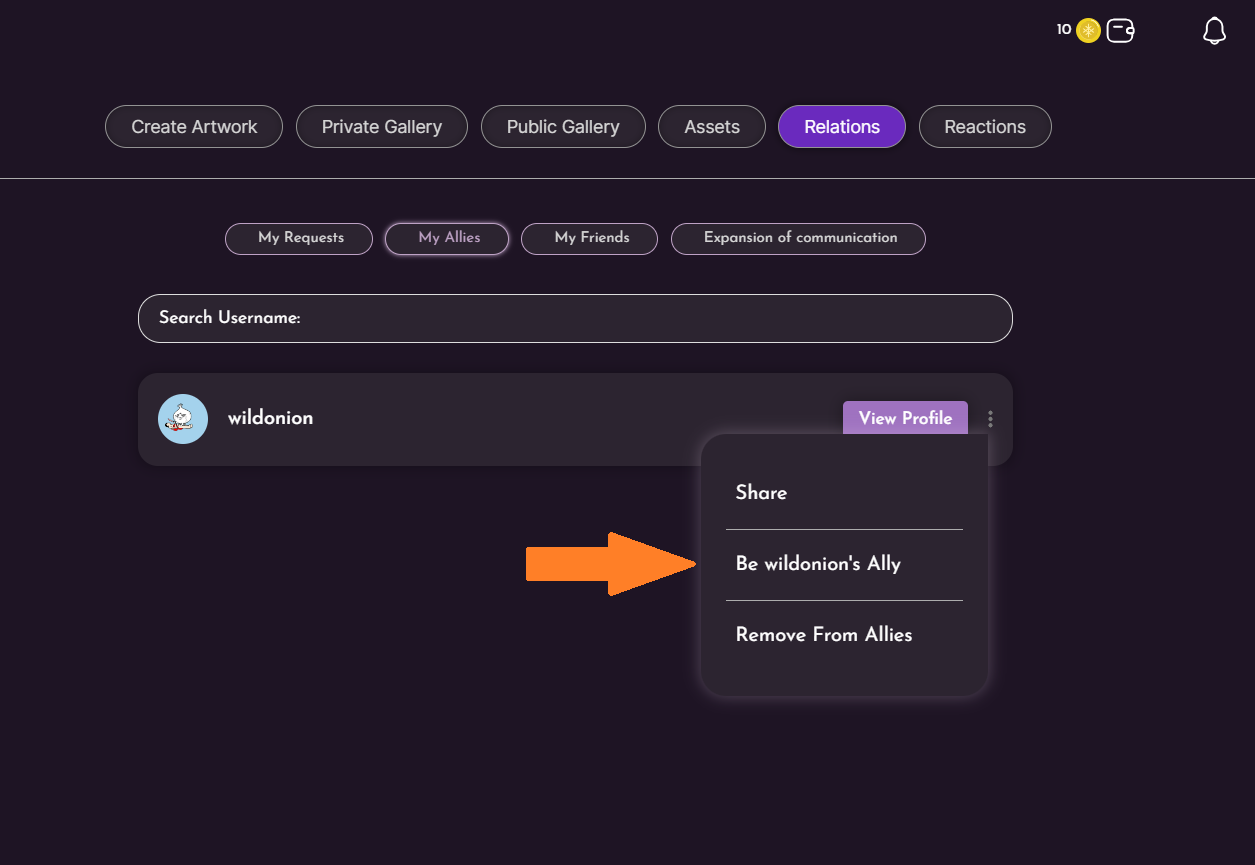 10
Create Artwork
Private Gallery
Public Gallery
Assets
Relations
Reactions
My Requests
My Allies
My Friends
Expansion of communication
Search Username:
wildonion
View Profile
Share
Be wildonion's Ally
Remove From Allies